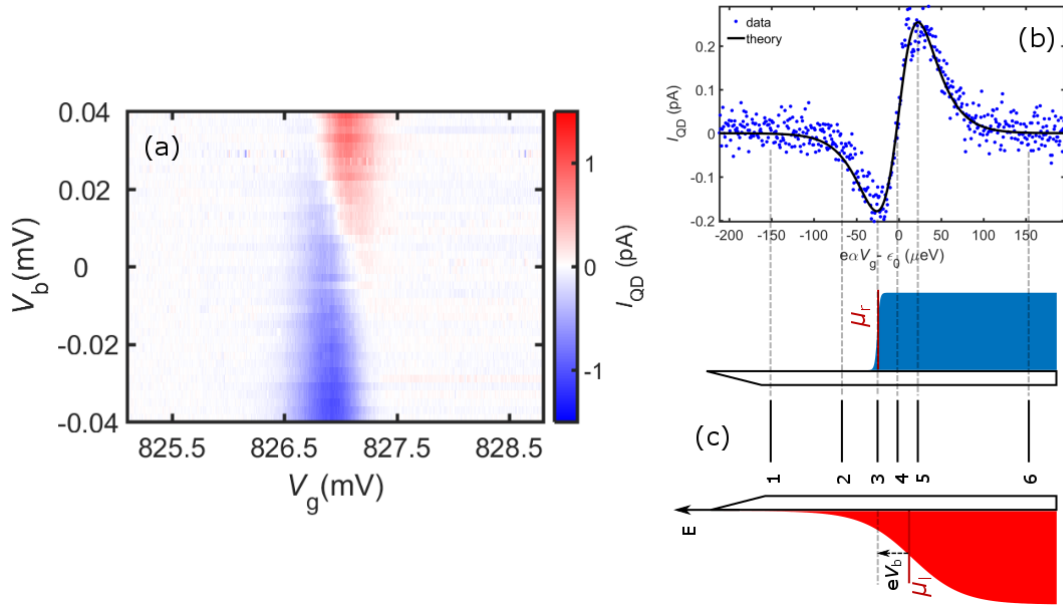 (a)
0.04
0.02
0
-0.02
-0.04
V_b(mV)
825.5 826.5 827.5 828.5
V_g(mV)
1
0
-1
I_QD (pA)
(b)
data
theory
0.2
0.1
0
-0.1
-0.2
I_QD (pA)
-200 -150 -100 -50 0 50 100 150
eαV_g- ϵ_0 (μeV)
μ_r
(c)
1 2 3 4 5 6
E
eV_b
μ_l